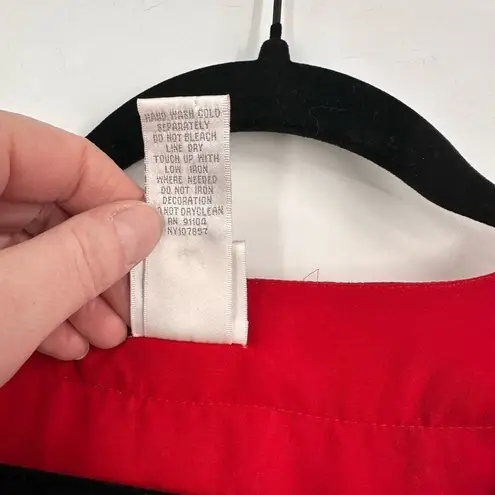 HAND WASH COLD
SEPARATELY
DO NOT BLEACH
LINE DRY
TOUCH UP WITH
LOW IRON
WHERE NEEDED
DO NOT IRON
DECORATION
DO NOT DRYCLEAN
RN 91104
NY107857